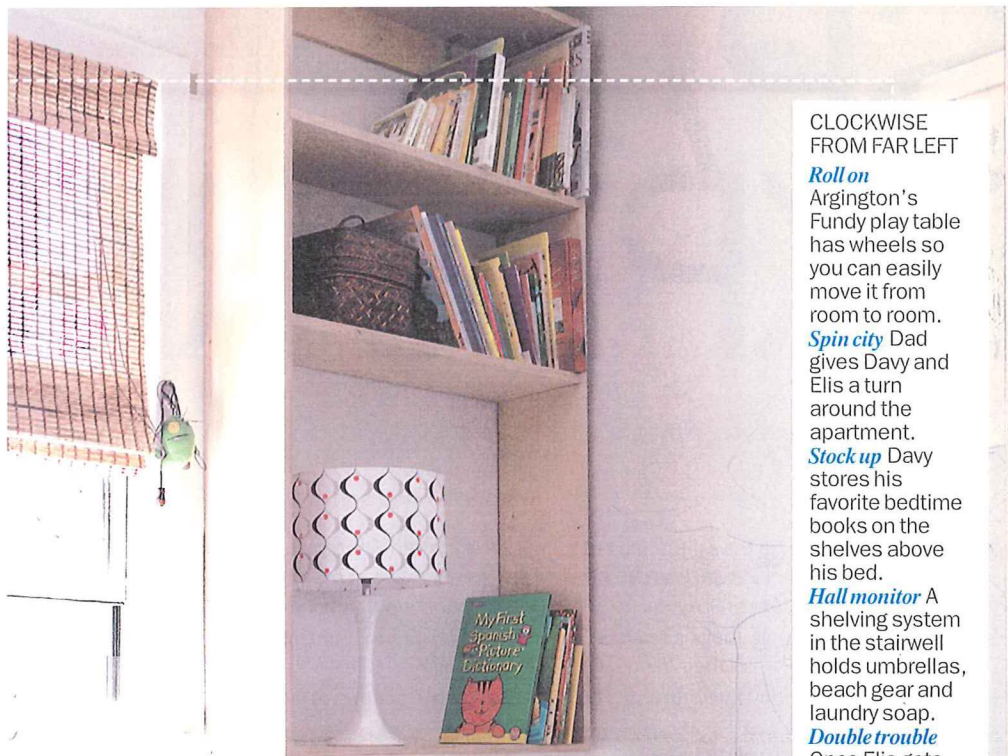 CLOCKWISE
FROM FAR LEFT
Roll on
Argington's
Fundy play table
has wheels so
you can easily
move it from
room to room.
Spin city Dad
gives Davy and
Elis a turn
around the
apartment.
Stock up Davy
stores his
favorite bedtime
books on the
shelves above
his bed.
Hall monitor A
shelving system
in the stairwell
holds umbrellas,
beach gear and
laundry soap.
Double trouble
Once Elis gets
My First
Spanish
Picture
Dictionary